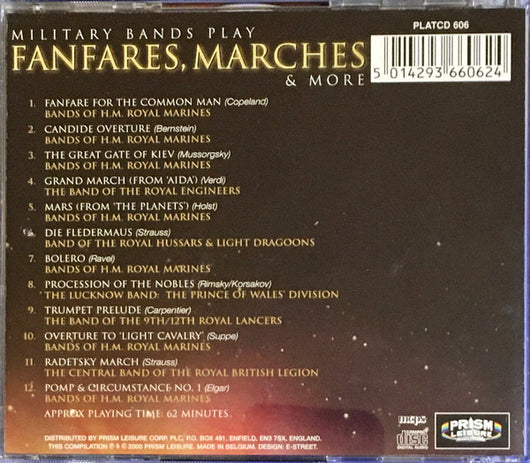 MILITARY BANDS PLAY
PLATCD 606
FANFARES, MARCHES
& MORE
5 014293 660624
1. FANFARE FOR THE COMMON MAN (Copeland)
BANDS OF H.M. ROYAL MARINES
2. CANDIDE OVERTURE (Bernstein)
BANDS OF H.M. ROYAL MARINES
3. THE GREAT GATE OF KIEV (Mussorgsky)
BANDS OF H.M. ROYAL MARINES
4. GRAND MARCH (FROM 'AIDA') (Verdi)
THE BAND OF THE ROYAL ENGINEERS
5. MARS (FROM 'THE PLANETS') (Holst)
BANDS OF H.M. ROYAL MARINES
6. DIE FLEDERMAUS (Strauss)
BAND OF THE ROYAL HUSSARS & LIGHT DRAGOONS
7. BOLERO (Ravel)
BANDS OF H.M. ROYAL MARINES
8. PROCESSION OF THE NOBLES (Rimsky/Korsakov)
THE LUCKNOW BAND: THE PRINCE OF WALES' DIVISION
9. TRUMPET PRELUDE (Carpentier)
THE BAND OF THE 9TH/12TH ROYAL LANCERS
10. OVERTURE TO 'LIGHT CAVALRY' (Suppe)
BANDS OF H.M. ROYAL MARINES
11. RADETSKY MARCH (Strauss)
THE CENTRAL BAND OF THE ROYAL BRITISH LEGION
12. POMP & CIRCUMSTANCE NO. 1 (Elgar)
BANDS OF H.M. ROYAL MARINES
APPROX PLAYING TIME: 62 MINUTES.
DISTRIBUTED BY PRISM LEISURE CORP. PLC, P.O. BOX 461, ENFIELD, EN3 7SX, ENGLAND.
THIS COMPILATION ℗ & © 2000 PRISM LEISURE. MADE IN BELGIUM. DESIGN: E-STREET.
mcps
COMPACT
disc
DIGITAL AUDIO
PRISM
LEISURE